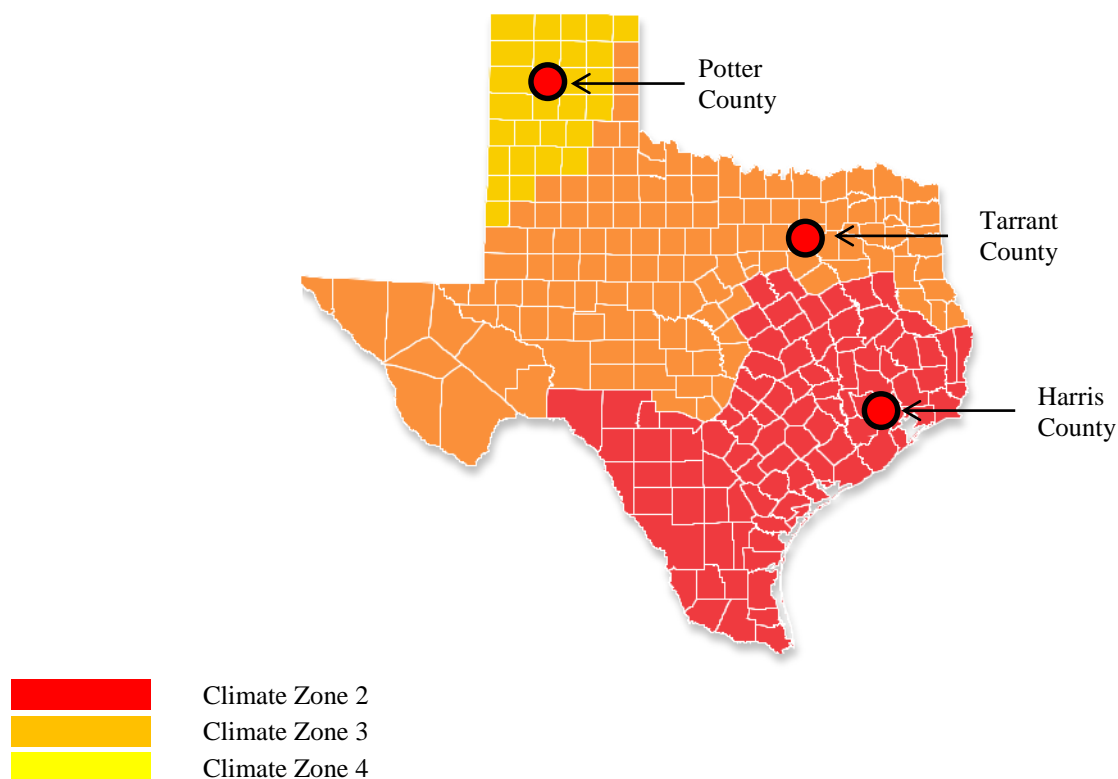 Potter
County
Tarrant
County
Harris
County
Climate Zone 2
Climate Zone 3
Climate Zone 4